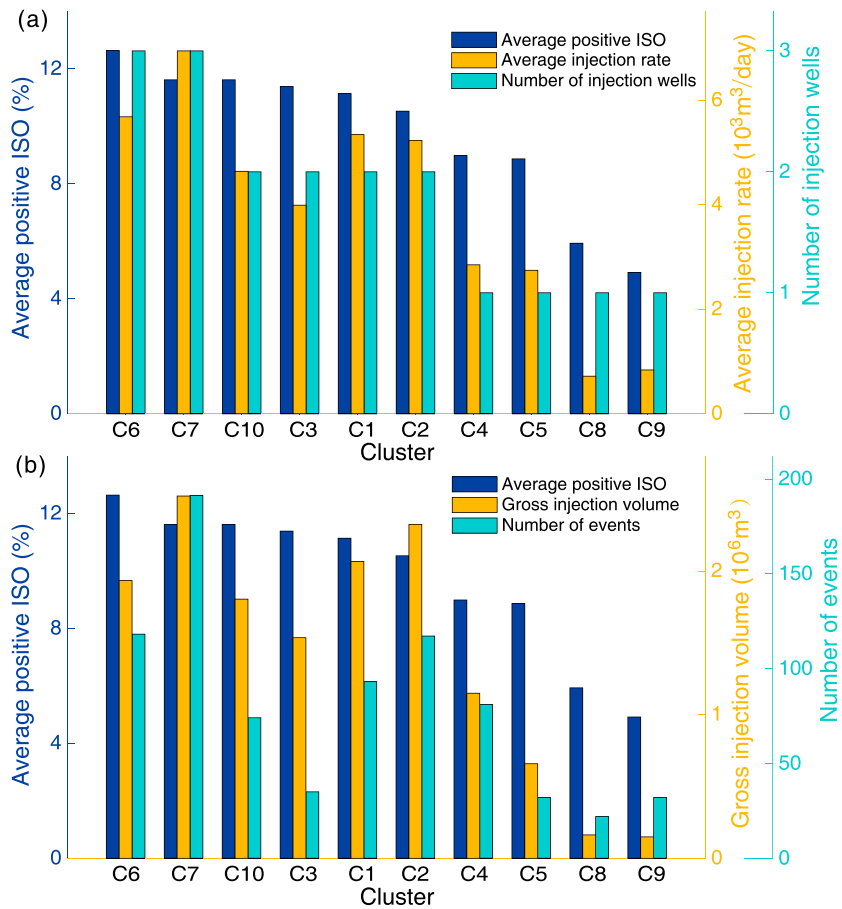 (a)
Average positive ISO
Average injection rate
Number of injection wells
12
8
4
0
Average positive ISO (%)
6
4
2
0
Average injection rate (10³m³/day)
3
2
1
0
Number of injection wells
C6 C7 C10 C3 C1 C2 C4 C5 C8 C9
Cluster
(b)
Average positive ISO
Gross injection volume
Number of events
12
8
4
0
Average positive ISO (%)
2
1
0
Gross injection volume (10⁶m³)
200
150
100
50
0
Number of events
C6 C7 C10 C3 C1 C2 C4 C5 C8 C9
Cluster